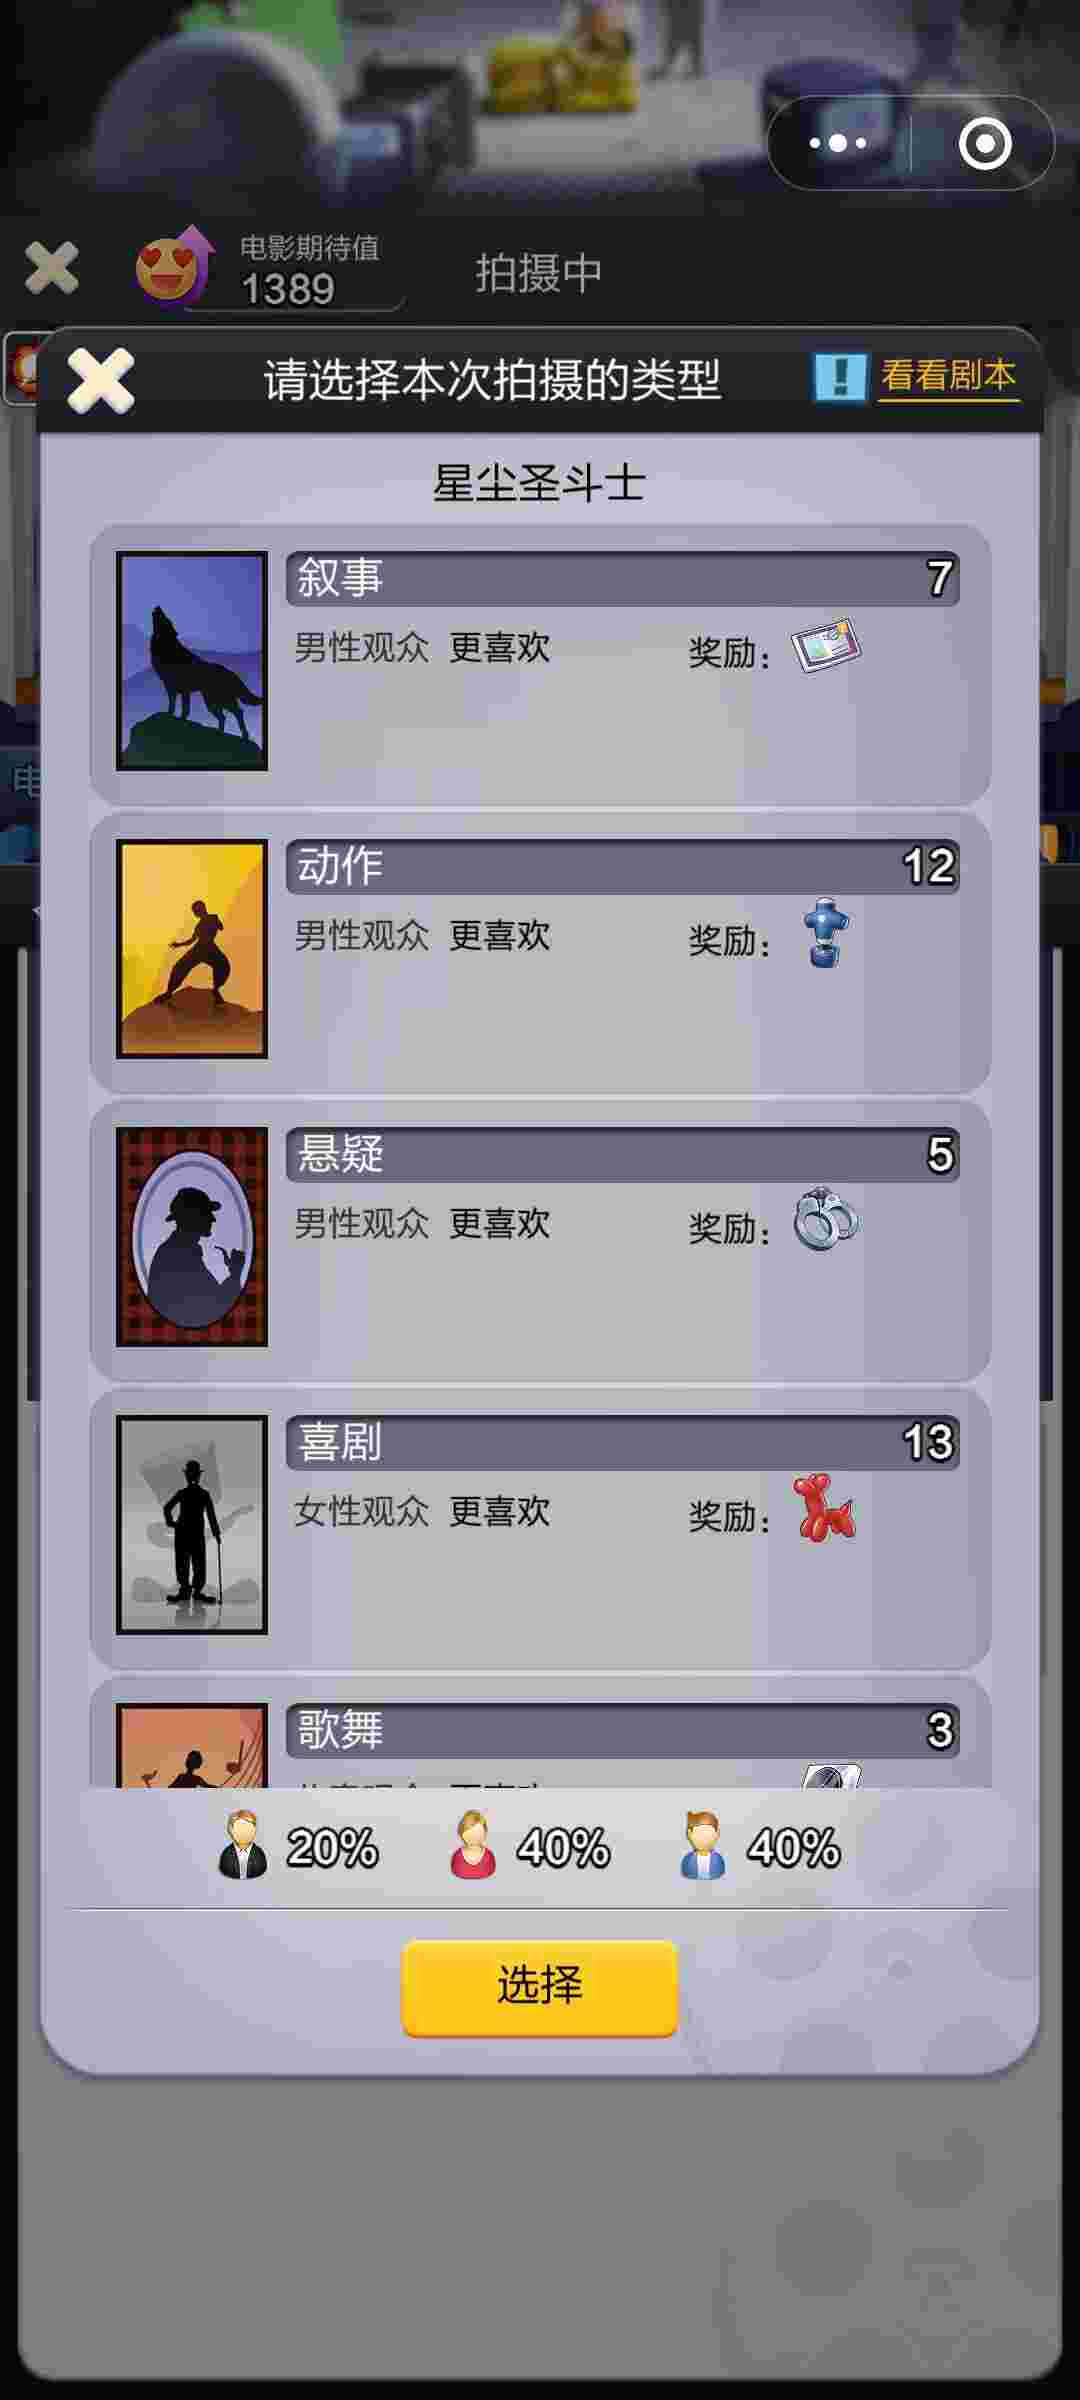 电影期待值
1389
拍摄中
请选择本次拍摄的类型
看看剧本
星尘圣斗士
叙事 7
男性观众 更喜欢 奖励：
动作 12
男性观众 更喜欢 奖励：
悬疑 5
男性观众 更喜欢 奖励：
喜剧 13
女性观众 更喜欢 奖励：
歌舞 3
20% 40% 40%
选择
电